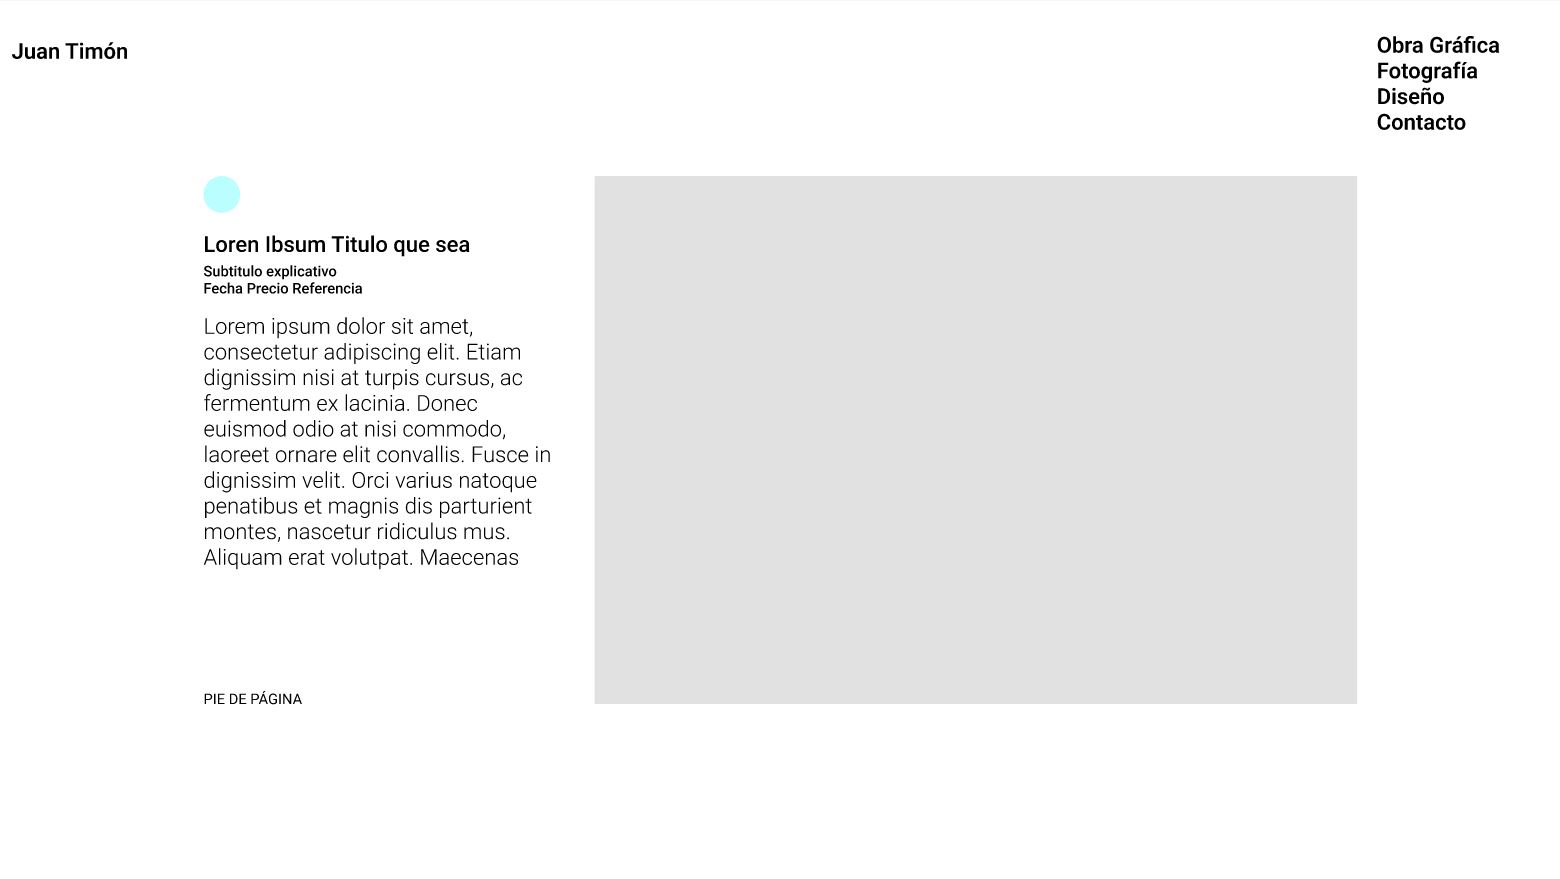 Juan Timón
Obra Gráfica
Fotografía
Diseño
Contacto
Loren Ibsum Titulo que sea
Subtitulo explicativo
Fecha Precio Referencia
Lorem ipsum dolor sit amet,
consectetur adipiscing elit. Etiam
dignissim nisi at turpis cursus, ac
fermentum ex lacinia. Donec
euismod odio at nisi commodo,
laoreet ornare elit convallis. Fusce in
dignissim velit. Orci varius natoque
penatibus et magnis dis parturient
montes, nascetur ridiculus mus.
Aliquam erat volutpat. Maecenas
PIE DE PÁGINA